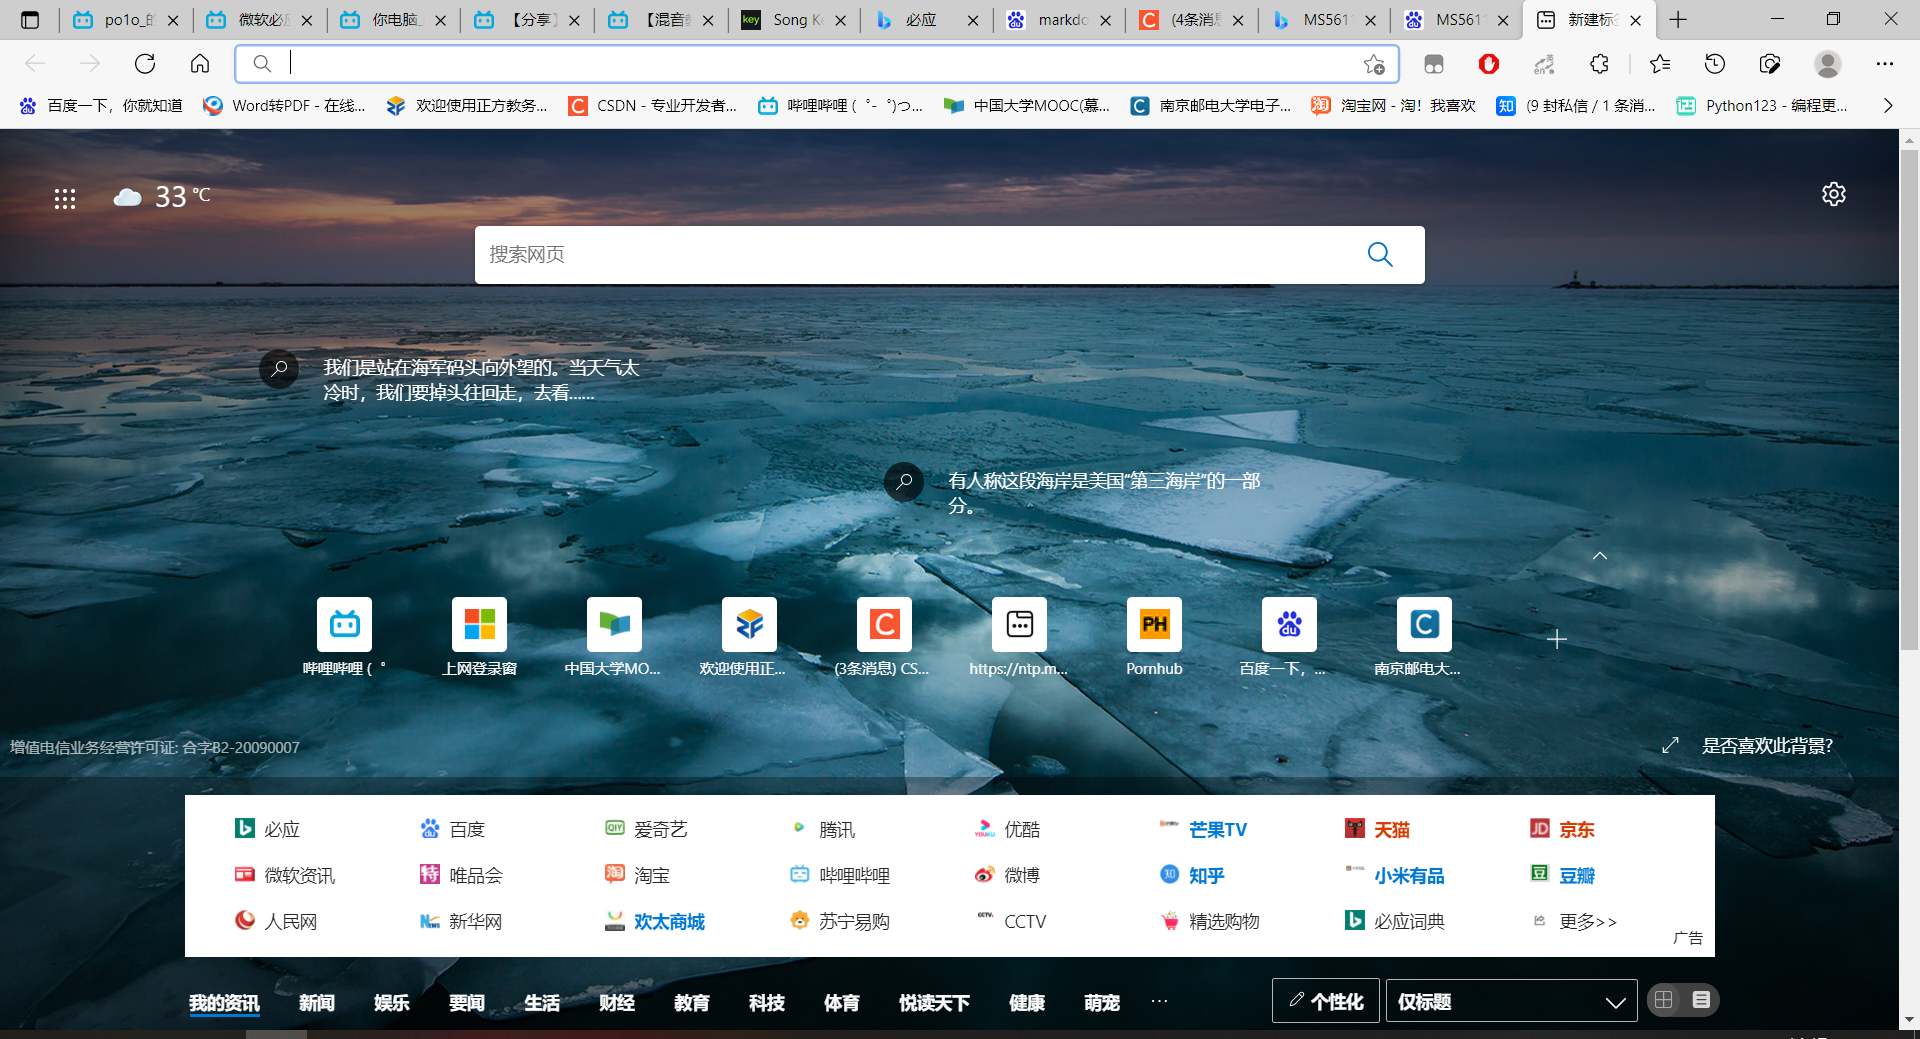 po1o_的
微软必应
你电脑上
【分享】
【混音教
key
Song Ke
必应
markdo
(4条消息
MS5611
MS5611
新建标签
百度一下，你就知道
Word转PDF - 在线...
欢迎使用正方教务...
CSDN - 专业开发者...
哔哩哔哩 (゜-゜)つ...
中国大学MOOC(慕...
南京邮电大学电子...
淘宝网 - 淘！我喜欢
(9 封私信 / 1 条消...
Python123 - 编程更...
33 ℃
搜索网页
我们是站在海军码头向外望的。当天气太
冷时，我们要掉头往回走，去看......
有人称这段海岸是美国“第三海岸”的一部
分。
哔哩哔哩 (゜
上网登录窗
中国大学MO...
欢迎使用正...
(3条消息) CS...
https://ntp.m...
PH
Pornhub
百度一下，...
南京邮电大...
增值电信业务经营许可证: 合字B2-20090007
是否喜欢此背景?
必应
百度
爱奇艺
腾讯
优酷
芒果TV
天猫
京东
微软资讯
唯品会
淘宝
哔哩哔哩
微博
知乎
小米有品
豆瓣
人民网
新华网
欢太商城
苏宁易购
CCTV
精选购物
必应词典
更多>>
广告
我的资讯
新闻
娱乐
要闻
生活
财经
教育
科技
体育
悦读天下
健康
萌宠
...
个性化
仅标题